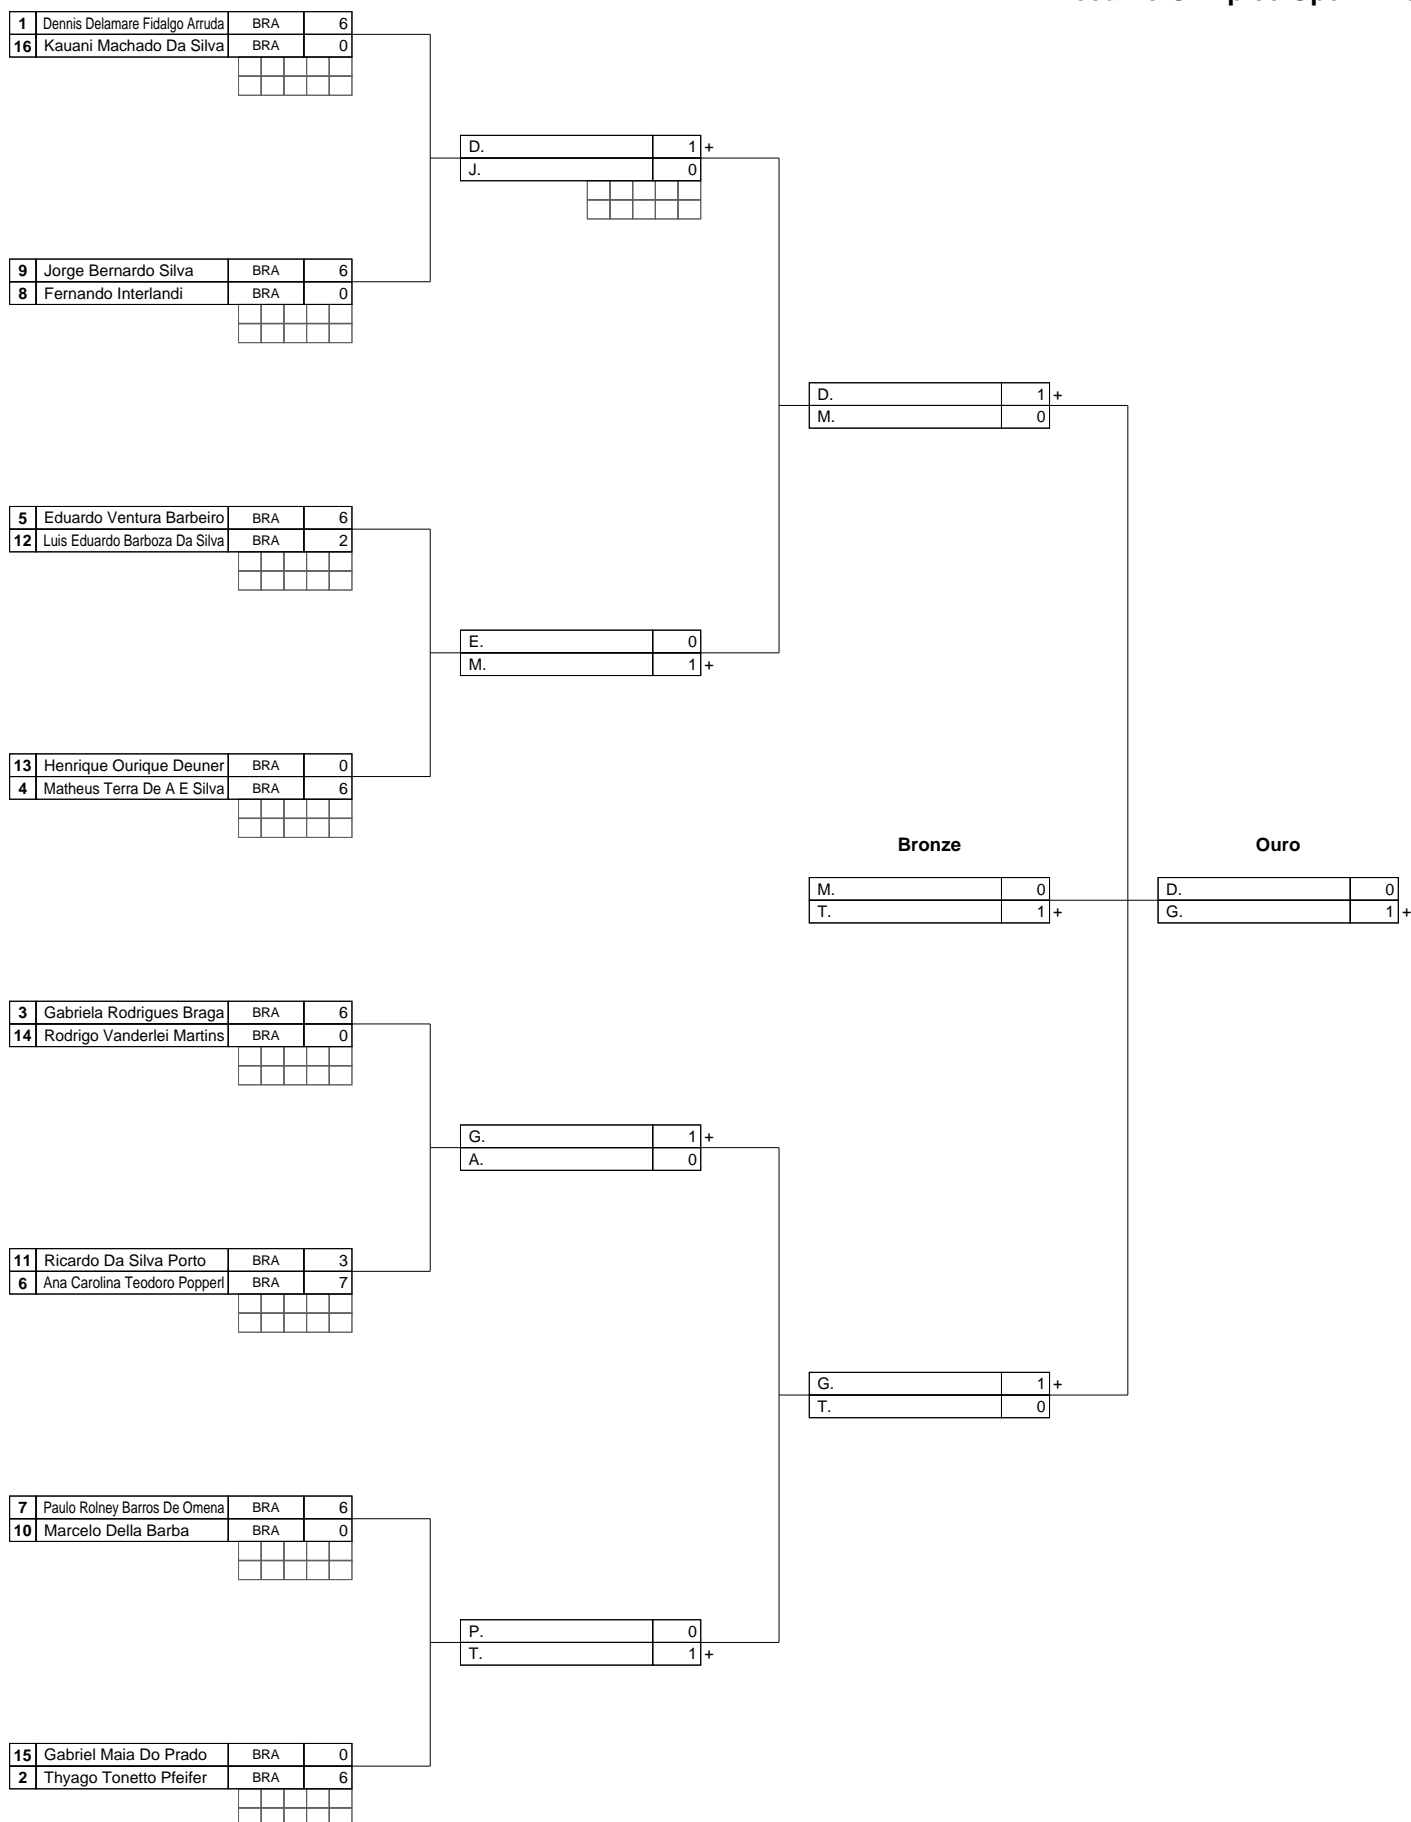 1 Dennis Delamare Fidalgo Arruda BRA 6
16 Kauani Machado Da Silva BRA 0
D. 1 +
J. 0
9 Jorge Bernardo Silva BRA 6
8 Fernando Interlandi BRA 0
D. 1 +
M. 0
5 Eduardo Ventura Barbeiro BRA 6
12 Luis Eduardo Barboza Da Silva BRA 2
E. 0
M. 1 +
13 Henrique Ourique Deuner BRA 0
4 Matheus Terra De A E Silva BRA 6
Bronze Ouro
M. 0 D. 0
T. 1 + G. 1 +
3 Gabriela Rodrigues Braga BRA 6
14 Rodrigo Vanderlei Martins BRA 0
G. 1 +
A. 0
11 Ricardo Da Silva Porto BRA 3
6 Ana Carolina Teodoro Popperl BRA 7
G. 1 +
T. 0
7 Paulo Rolney Barros De Omena BRA 6
10 Marcelo Della Barba BRA 0
P. 0
T. 1 +
15 Gabriel Maia Do Prado BRA 0
2 Thyago Tonetto Pfeifer BRA 6